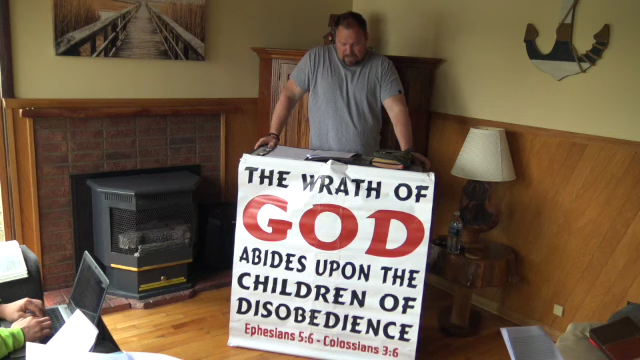 THE WRATH OF
GOD
ABIDES UPON THE
CHILDREN OF
DISOBEDIENCE
Ephesians 5:6 - Colossians 3:6